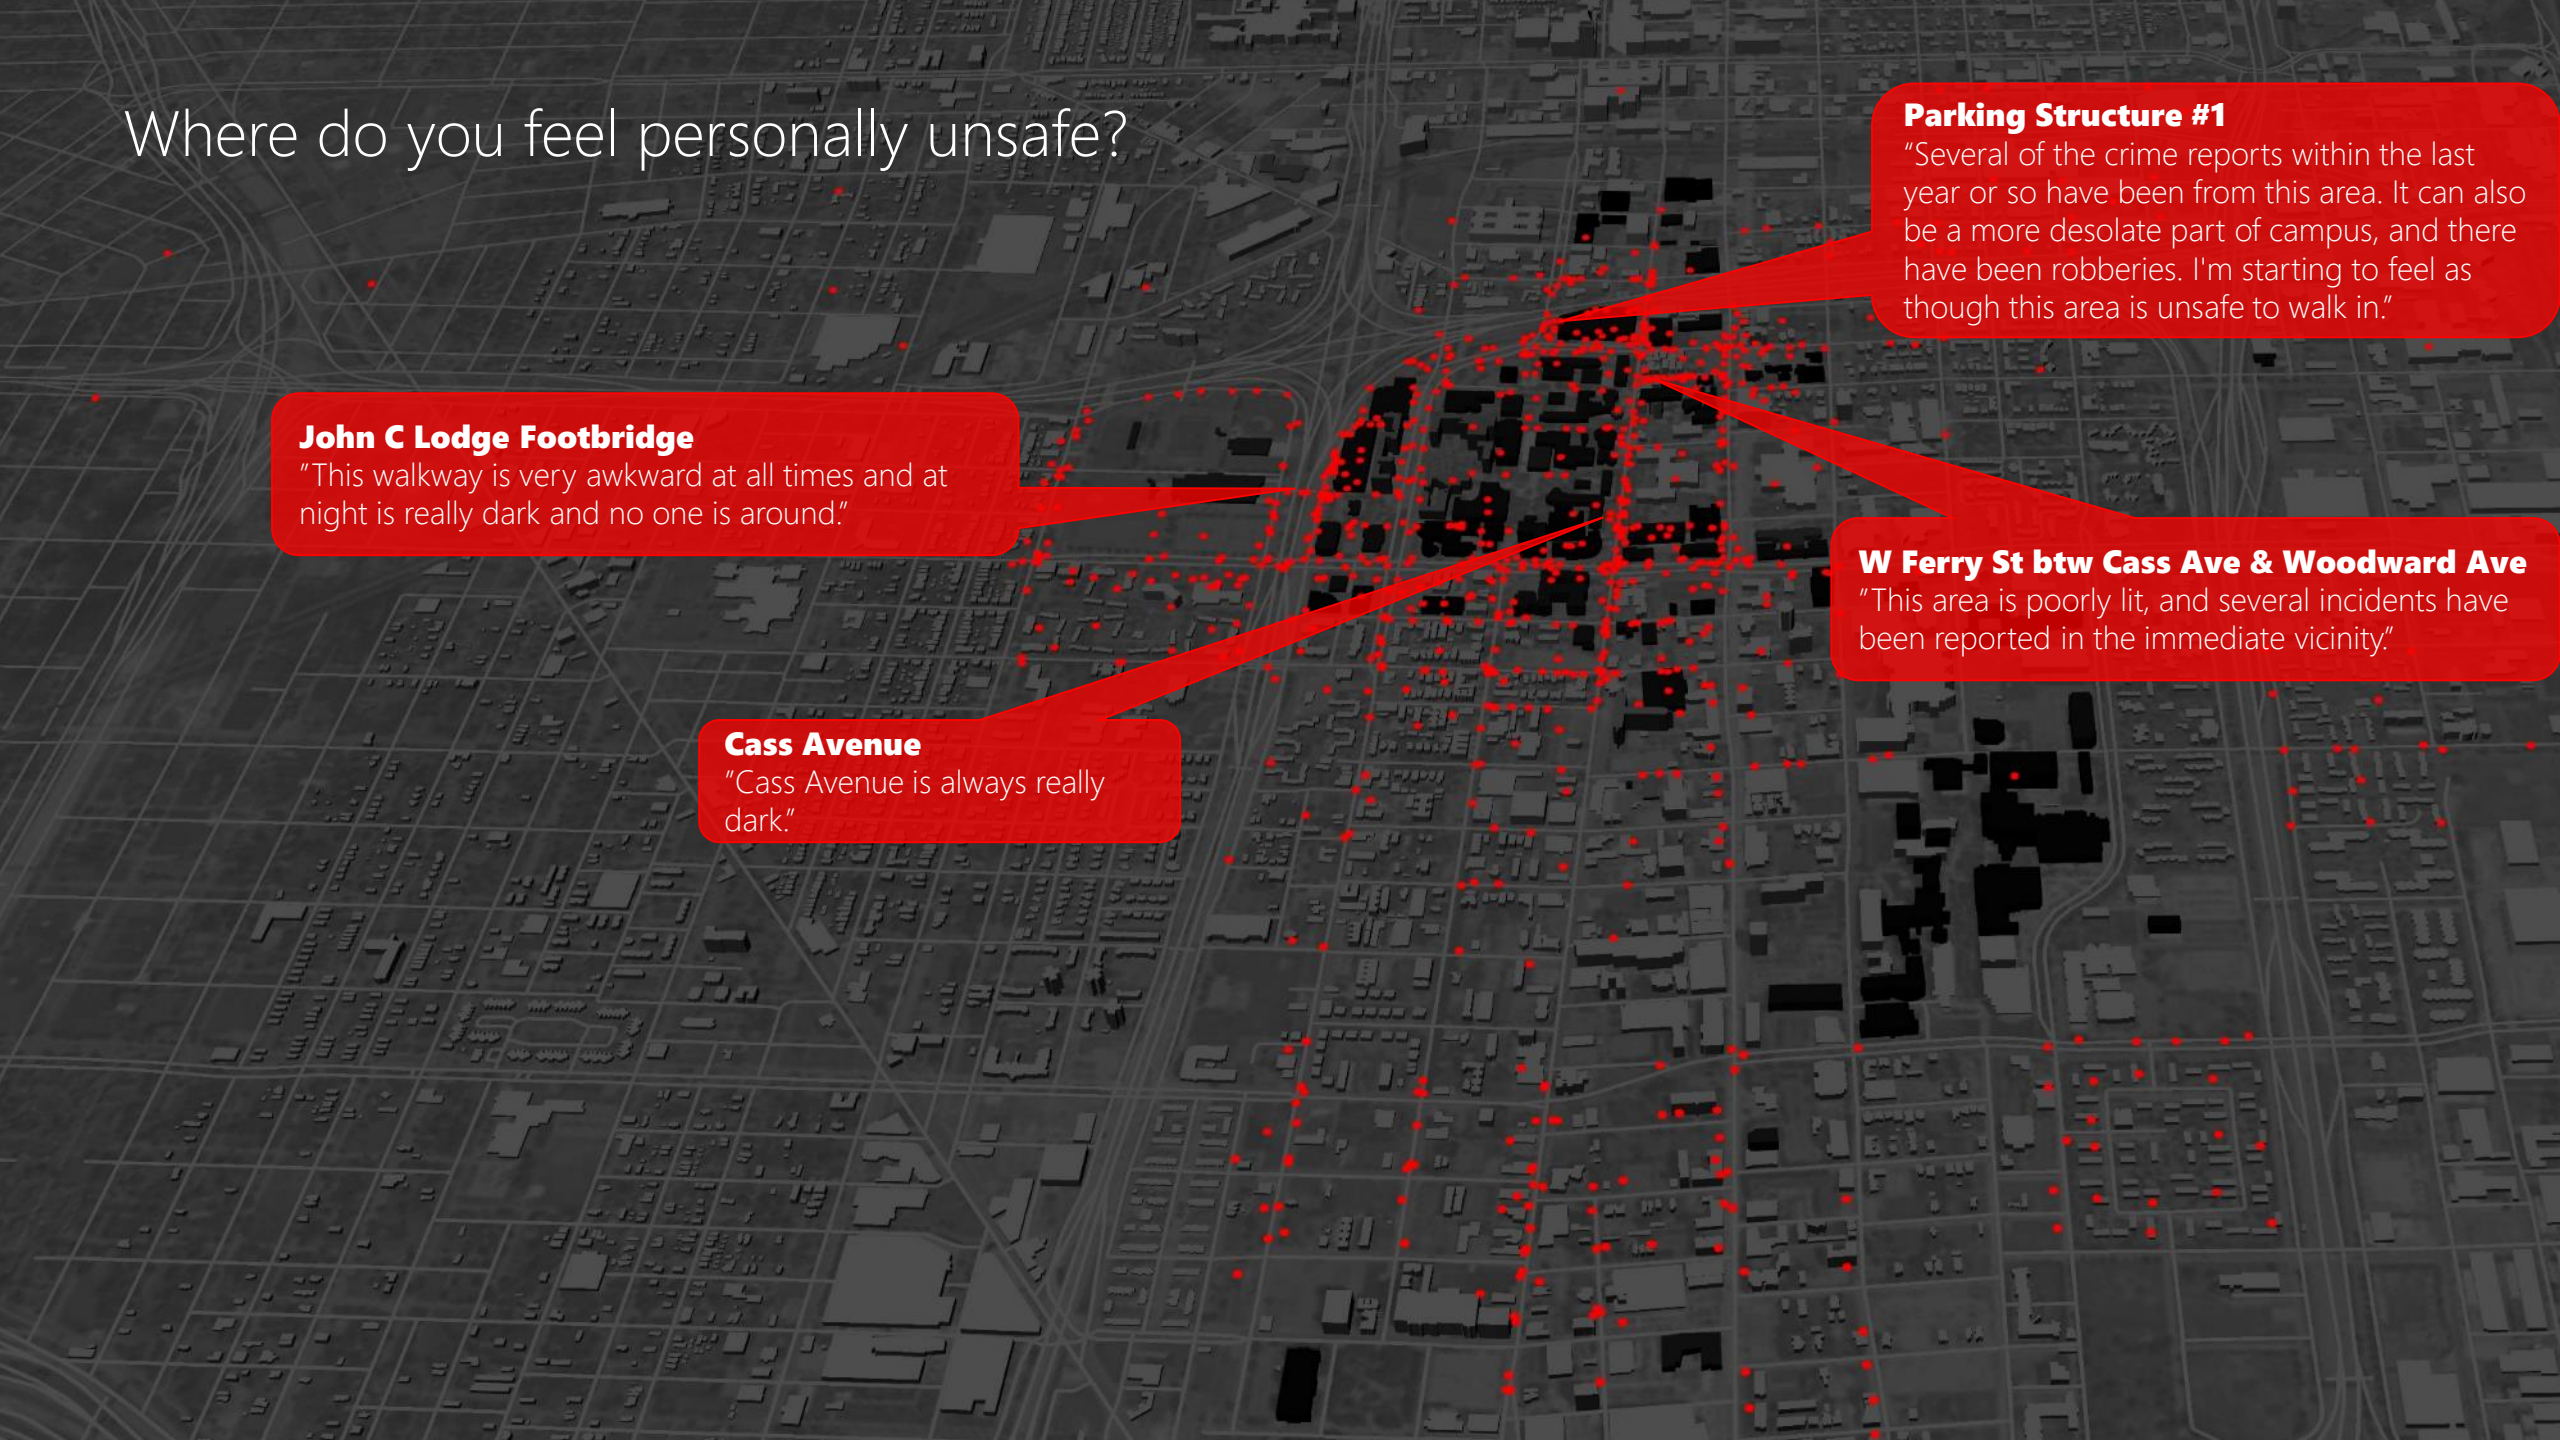 Where do you feel personally unsafe?
Parking Structure #1
“Several of the crime reports within the last
year or so have been from this area. It can also
be a more desolate part of campus, and there
have been robberies. I'm starting to feel as
though this area is unsafe to walk in.”
John C Lodge Footbridge
”This walkway is very awkward at all times and at
night is really dark and no one is around.”
W Ferry St btw Cass Ave & Woodward Ave
”This area is poorly lit, and several incidents have
been reported in the immediate vicinity.”
Cass Avenue
”Cass Avenue is always really
dark.”